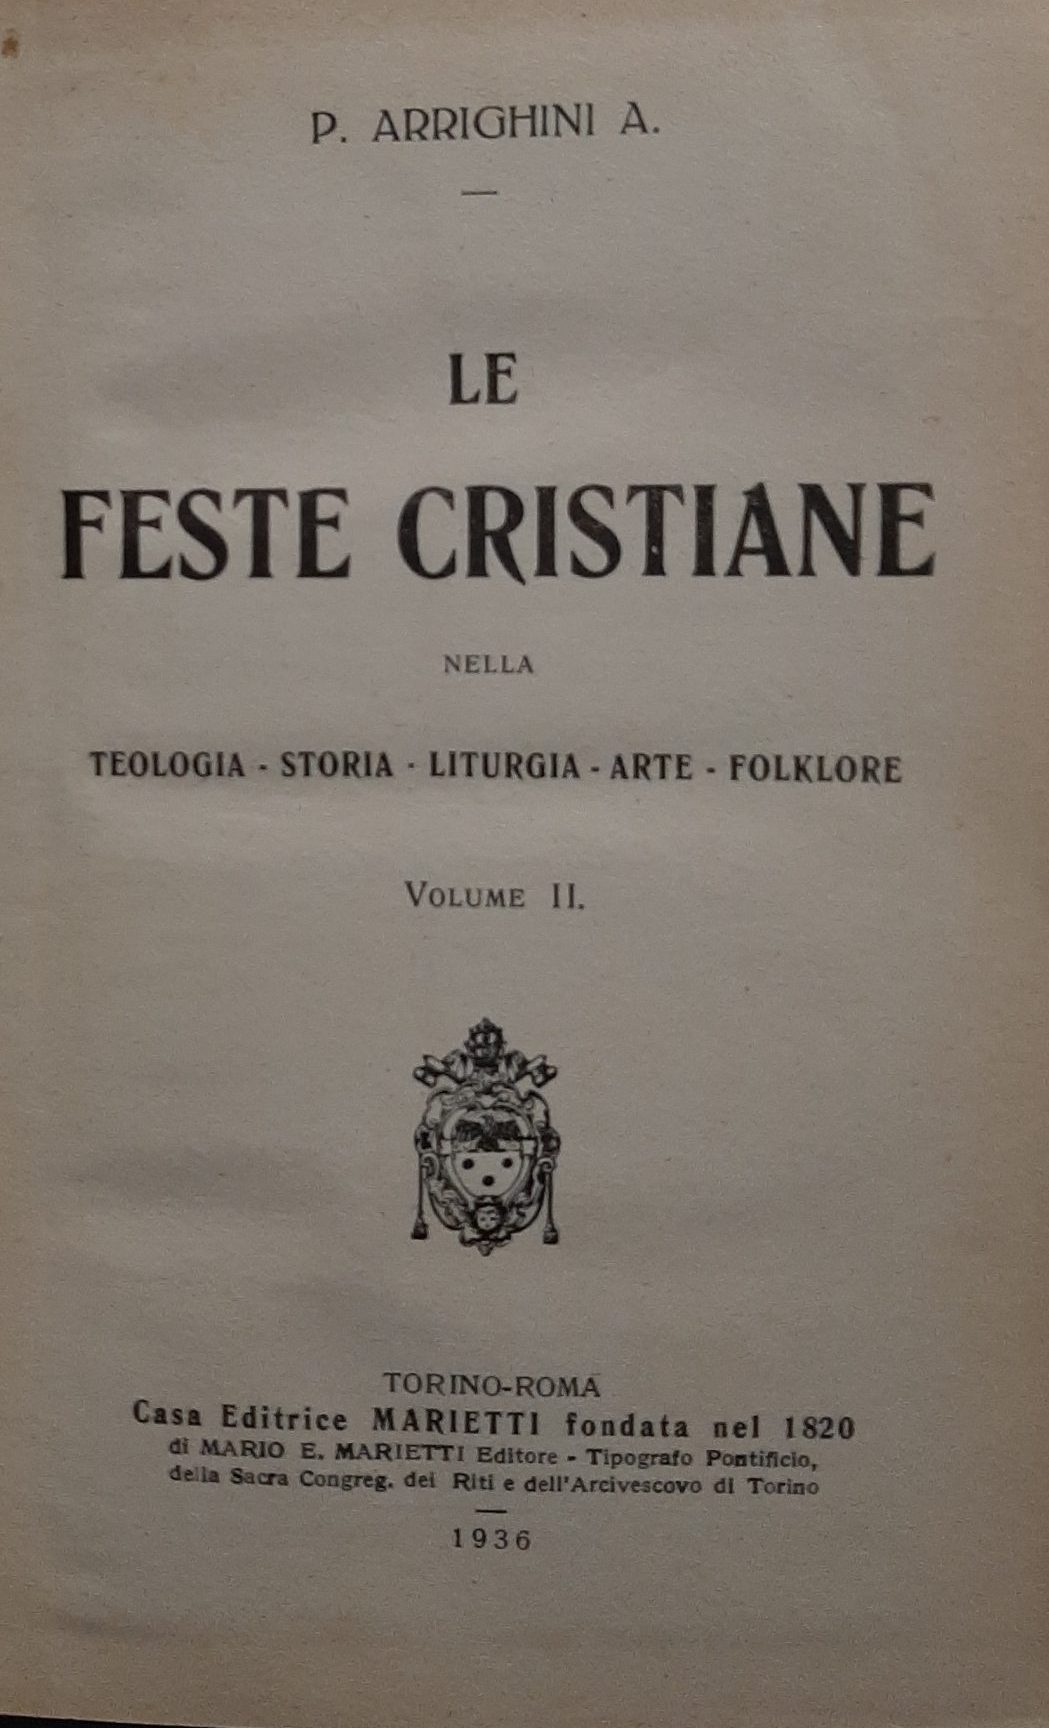 P. ARRIGHINI A.
LE
FESTE CRISTIANE
NELLA
TEOLOGIA - STORIA - LITURGIA - ARTE - FOLKLORE
VOLUME II.
TORINO-ROMA
Casa Editrice MARIETTI fondata nel 1820
di MARIO E. MARIETTI Editore - Tipografo Pontificio,
della Sacra Congreg. dei Riti e dell'Arcivescovo di Torino
1936